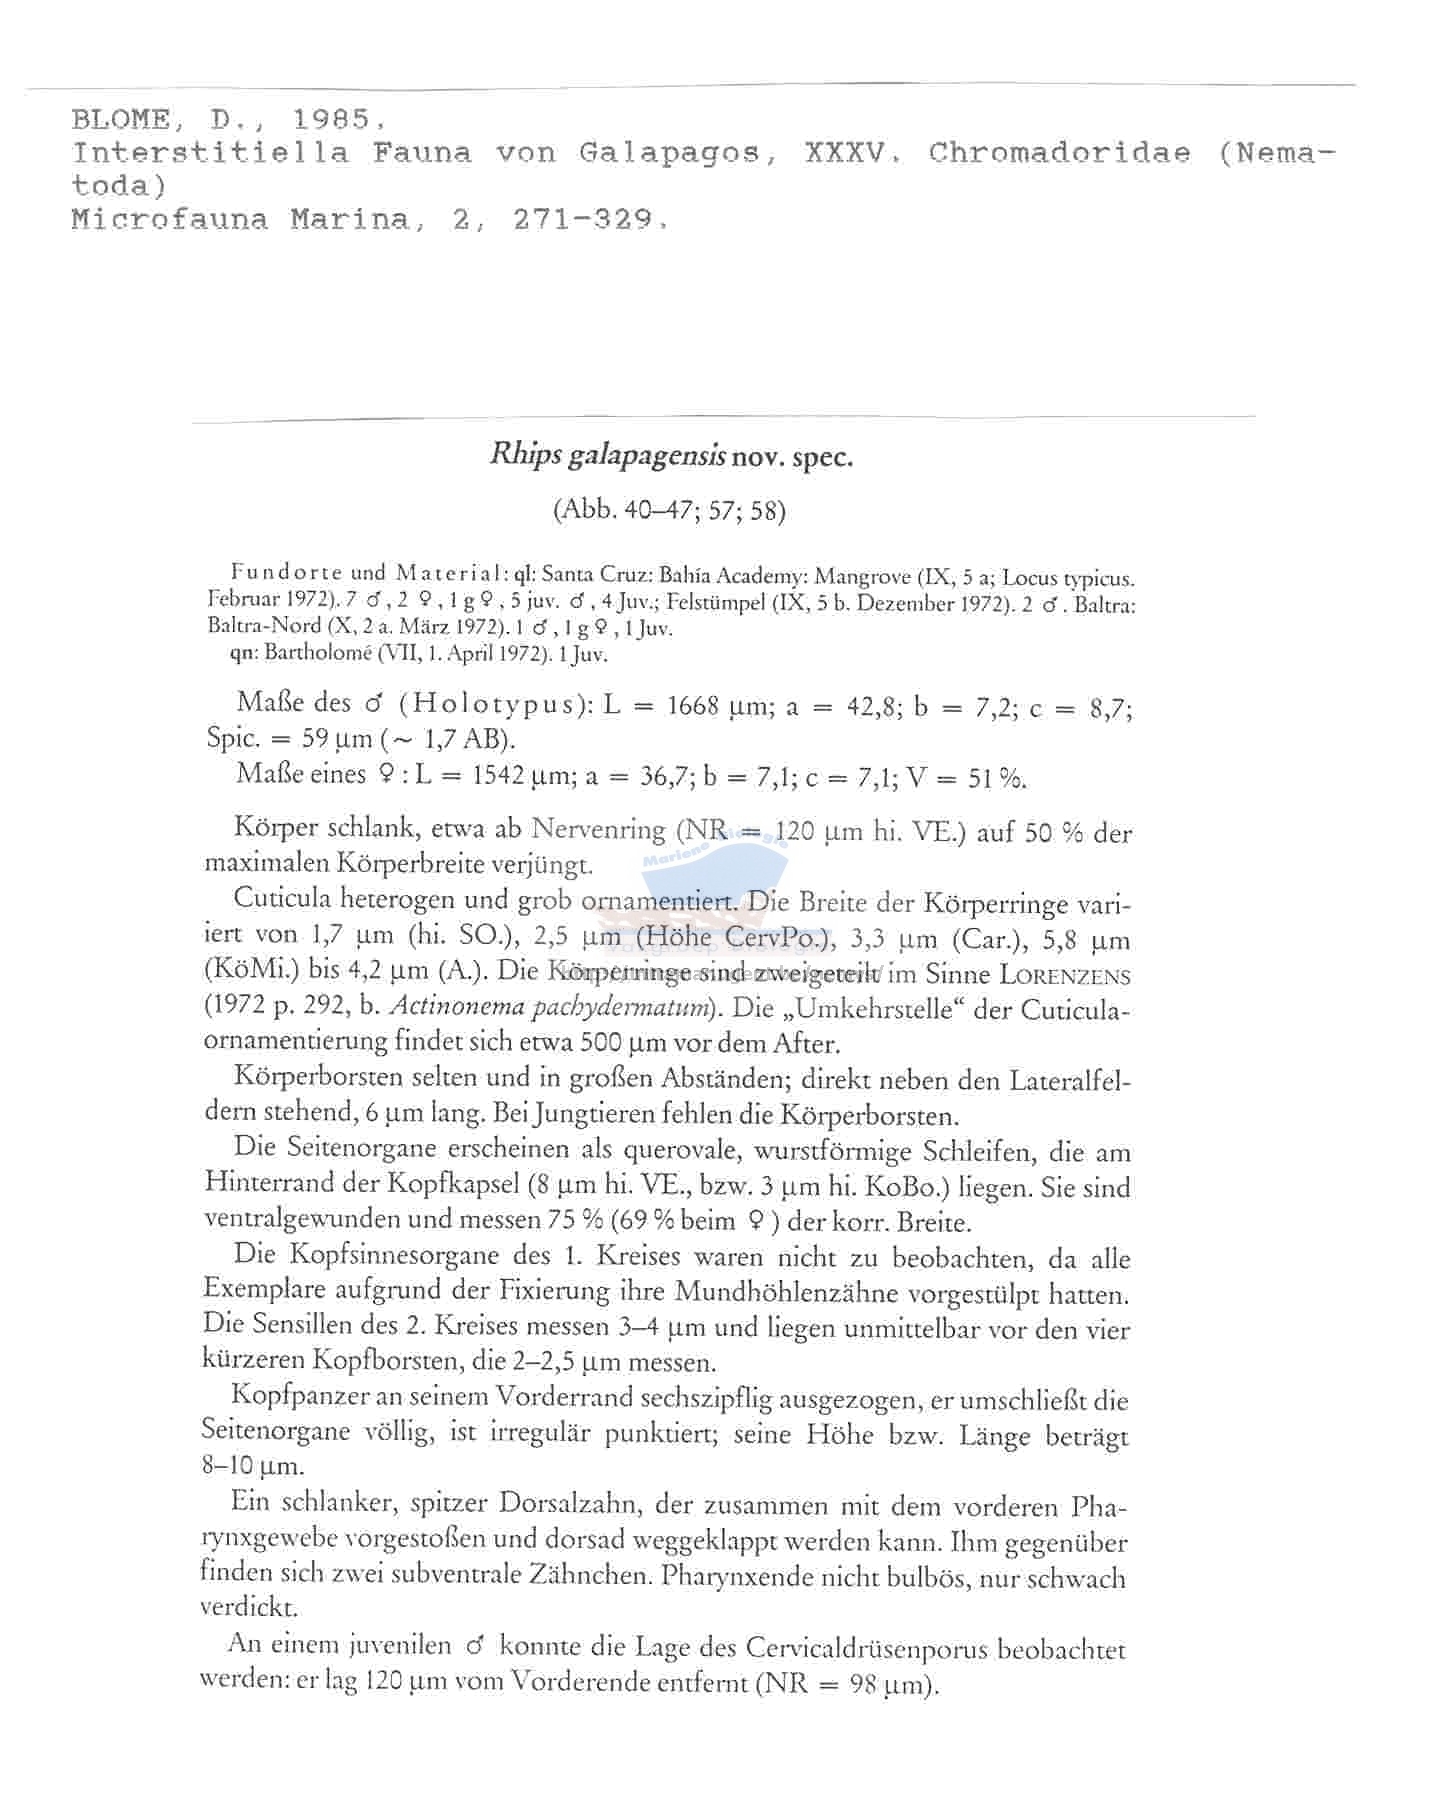 BLOME, D., 1985.
Interstitiella Fauna von Galapagos, XXXV. Chromadoridae (Nema-
toda)
Microfauna Marina, 2, 271-329.
Rhips galapagensis nov. spec.
(Abb. 40–47; 57; 58)
Fundorte und Material: ql: Santa Cruz: Bahía Academy: Mangrove (IX, 5 a; Locus typicus.
Februar 1972). 7 ♂, 2 ♀, 1 g ♀, 5 juv. ♂, 4 Juv.; Felstümpel (IX, 5 b. Dezember 1972). 2 ♂. Baltra:
Baltra-Nord (X, 2 a. März 1972). 1 ♂, 1 g ♀, 1 Juv.
qn: Bartholomé (VII, 1. April 1972). 1 Juv.
Maße des ♂ (Holotypus): L = 1668 µm; a = 42,8; b = 7,2; c = 8,7;
Spic. = 59 µm (~ 1,7 AB).
Maße eines ♀: L = 1542 µm; a = 36,7; b = 7,1; c = 7,1; V = 51 %.
Körper schlank, etwa ab Nervenring (NR = 120 µm hi. VE.) auf 50 % der
maximalen Körperbreite verjüngt.
Mariene Biologie
Cuticula heterogen und grob ornamentiert. Die Breite der Körperringe vari-
iert von 1,7 µm (hi. SO.), 2,5 µm (Höhe CervPo.), 3,3 µm (Car.), 5,8 µm
Vakgroep Biologie
(KöMi.) bis 4,2 µm (A.). Die Körperringe sind zweigeteilt im Sinne LORENZENS
(1972 p. 292, b. Actinonema pachydermatum). Die „Umkehrstelle“ der Cuticula-
ornamentierung findet sich etwa 500 µm vor dem After.
Körperborsten selten und in großen Abständen; direkt neben den Lateralfel-
dern stehend, 6 µm lang. Bei Jungtieren fehlen die Körperborsten.
Die Seitenorgane erscheinen als querovale, wurstförmige Schleifen, die am
Hinterrand der Kopfkapsel (8 µm hi. VE., bzw. 3 µm hi. KoBo.) liegen. Sie sind
ventralgewunden und messen 75 % (69 % beim ♀) der korr. Breite.
Die Kopfsinnesorgane des 1. Kreises waren nicht zu beobachten, da alle
Exemplare aufgrund der Fixierung ihre Mundhöhlenzähne vorgestülpt hatten.
Die Sensillen des 2. Kreises messen 3–4 µm und liegen unmittelbar vor den vier
kürzeren Kopfborsten, die 2–2,5 µm messen.
Kopfpanzer an seinem Vorderrand sechszipflig ausgezogen, er umschließt die
Seitenorgane völlig, ist irregulär punktiert; seine Höhe bzw. Länge beträgt
8–10 µm.
Ein schlanker, spitzer Dorsalzahn, der zusammen mit dem vorderen Pha-
rynxgewebe vorgestoßen und dorsad weggeklappt werden kann. Ihm gegenüber
finden sich zwei subventrale Zähnchen. Pharynxende nicht bulbös, nur schwach
verdickt.
An einem juvenilen ♂ konnte die Lage des Cervicaldrüsenporus beobachtet
werden: er lag 120 µm vom Vorderende entfernt (NR = 98 µm).